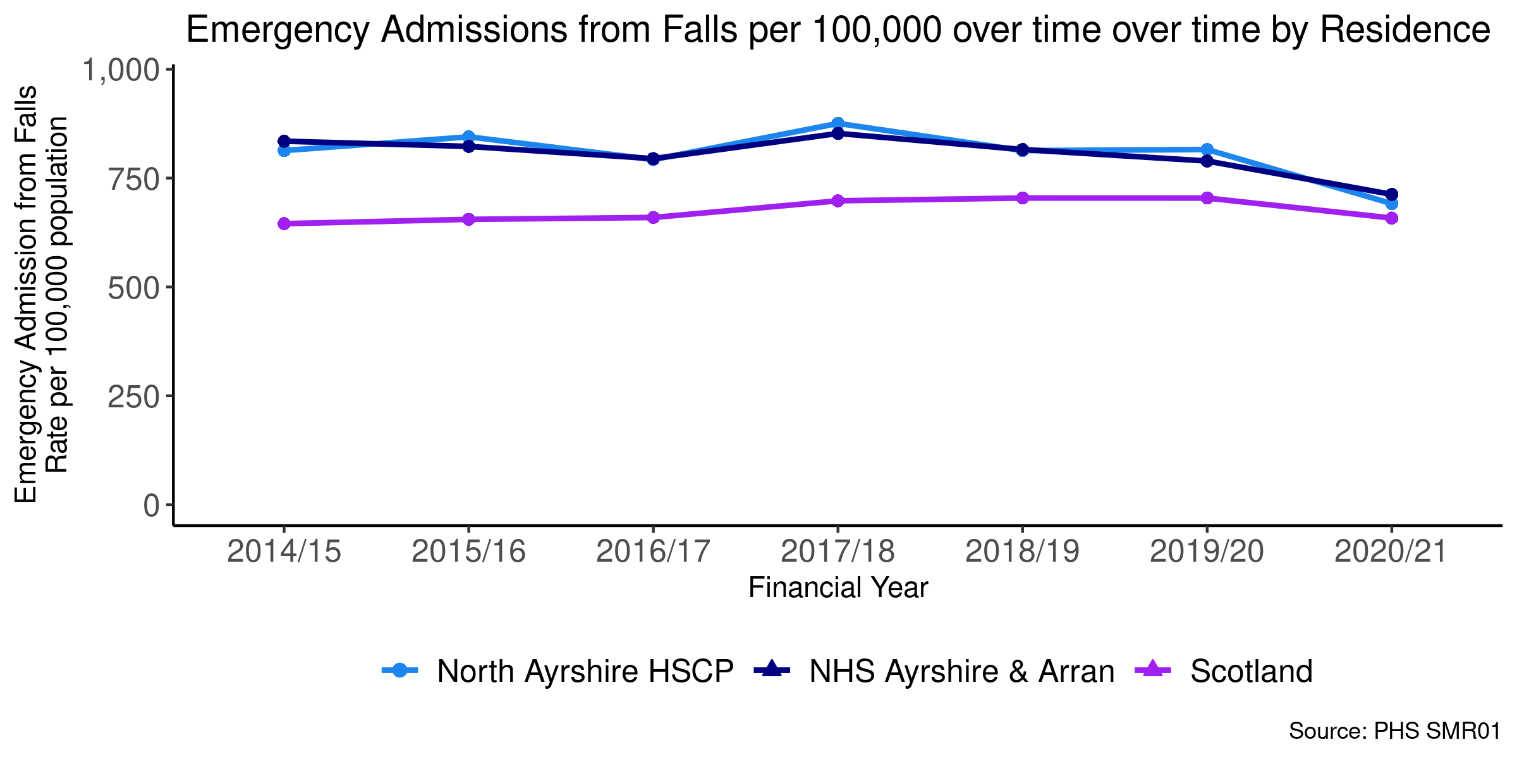 Emergency Admissions from Falls per 100,000 over time over time by Residence
Emergency Admission from Falls
Rate per 100,000 population
1,000
750
500
250
0
2014/15 2015/16 2016/17 2017/18 2018/19 2019/20 2020/21
Financial Year
North Ayrshire HSCP NHS Ayrshire & Arran Scotland
Source: PHS SMR01